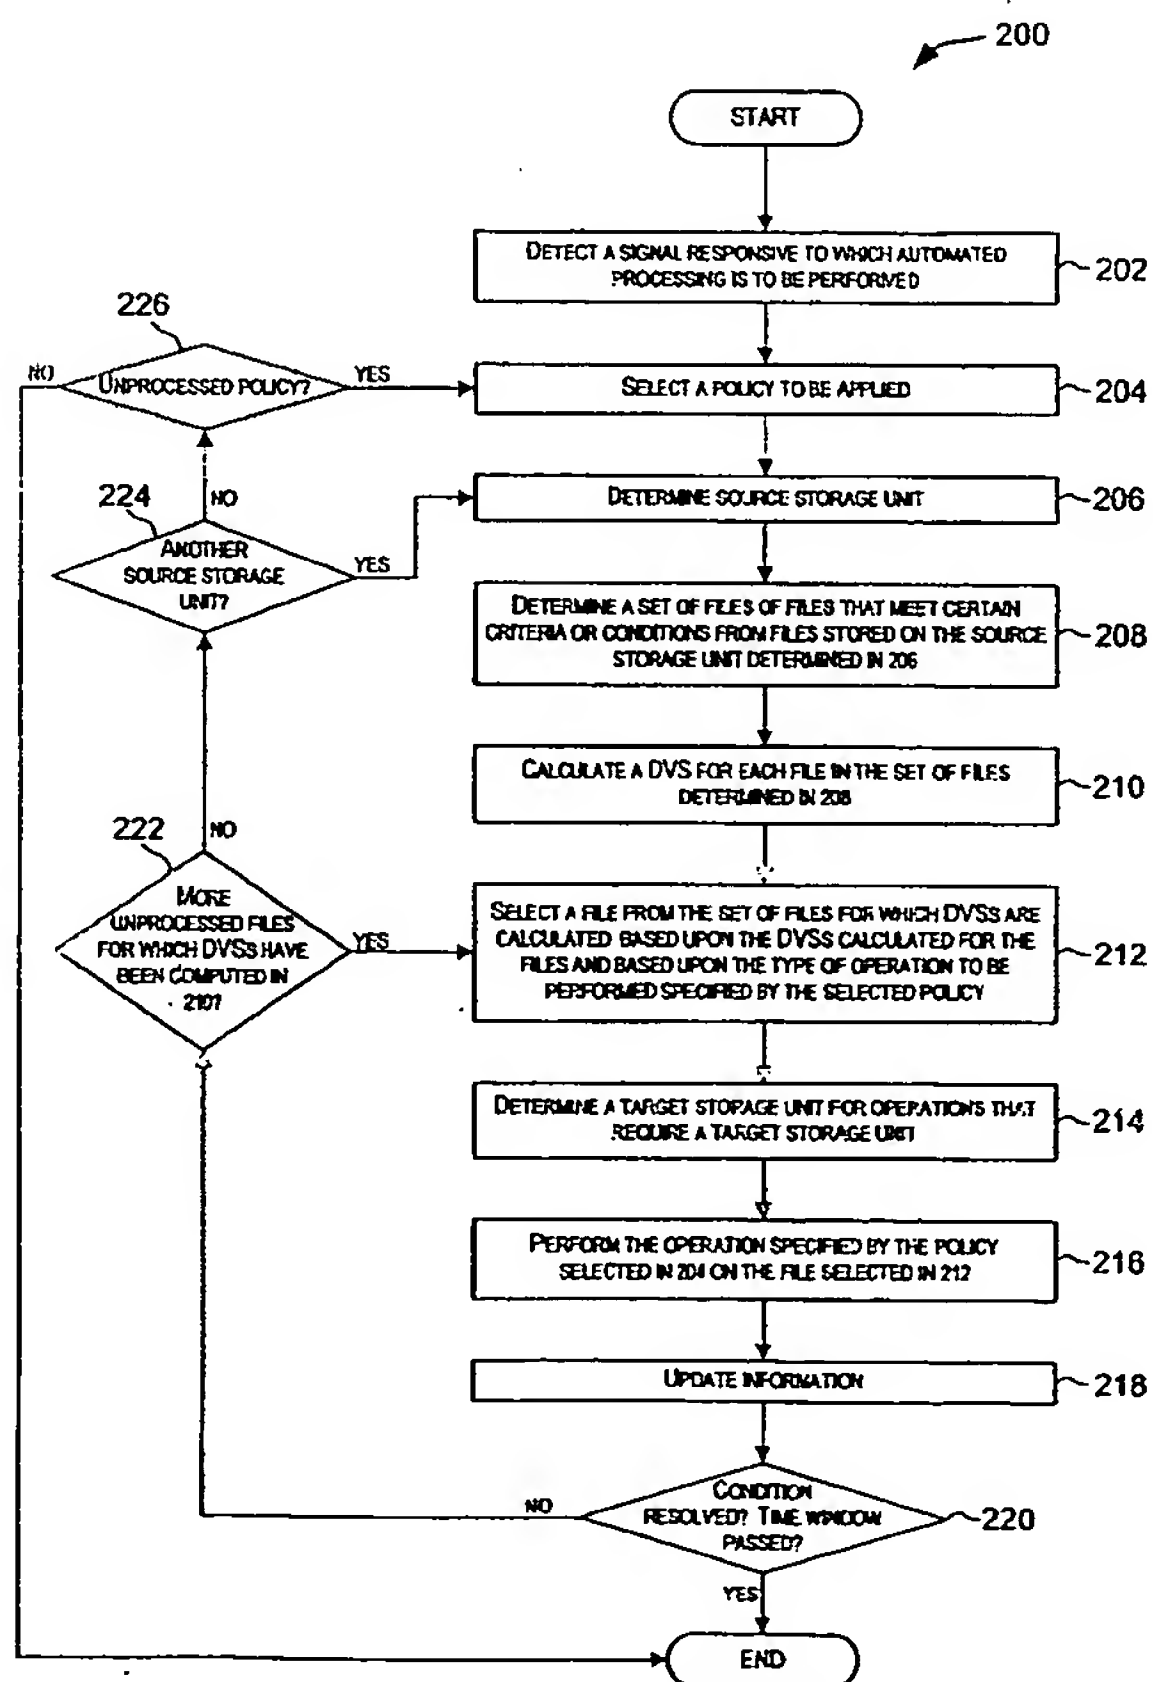 200
START
DETECT A SIGNAL RESPONSIVE TO WHICH AUTOMATED
PROCESSING IS TO BE PERFORMED
202
226
NO
UNPROCESSED POLICY?
YES
SELECT A POLICY TO BE APPLIED
204
NO
224
DETERMINE SOURCE STORAGE UNIT
206
ANOTHER
SOURCE STORAGE
UNIT?
YES
DETERMINE A SET OF FILES OF FILES THAT MEET CERTAIN
CRITERIA OR CONDITIONS FROM FILES STORED ON THE SOURCE
STORAGE UNIT DETERMINED IN 206
208
CALCULATE A DVS FOR EACH FILE IN THE SET OF FILES
DETERMINED IN 208
210
NO
222
MORE
UNPROCESSED FILES
FOR WHICH DVSS HAVE
BEEN COMPUTED IN
210?
YES
SELECT A FILE FROM THE SET OF FILES FOR WHICH DVSS ARE
CALCULATED BASED UPON THE DVSS CALCULATED FOR THE
FILES AND BASED UPON THE TYPE OF OPERATION TO BE
PERFORMED SPECIFIED BY THE SELECTED POLICY
212
DETERMINE A TARGET STORAGE UNIT FOR OPERATIONS THAT
REQUIRE A TARGET STORAGE UNIT
214
PERFORM THE OPERATION SPECIFIED BY THE POLICY
SELECTED IN 204 ON THE FILE SELECTED IN 212
216
UPDATE INFORMATION
218
CONDITION
RESOLVED? TIME WINDOW
PASSED?
220
NO
YES
END